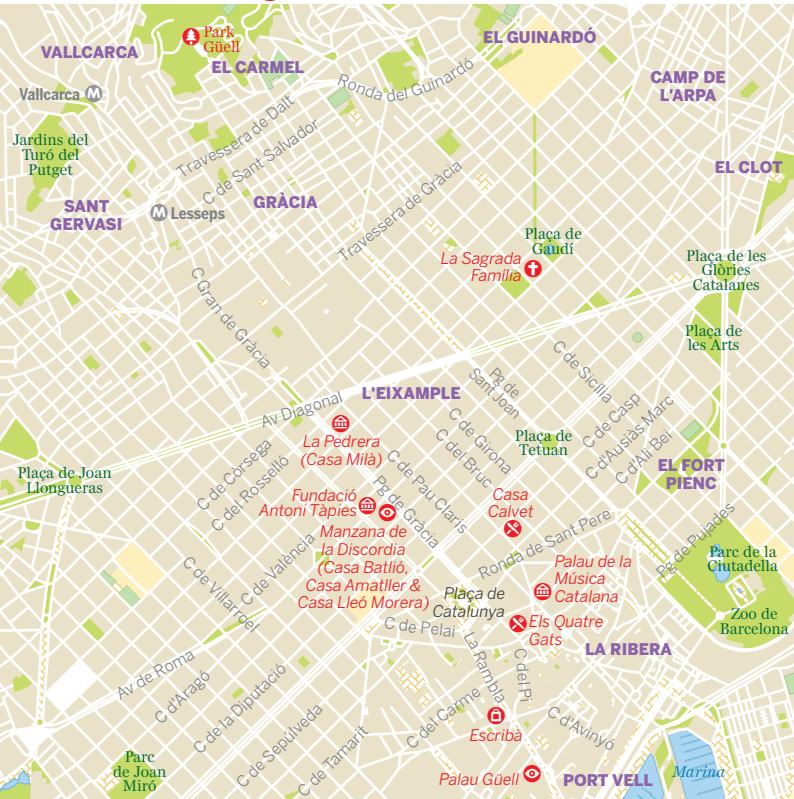 Park
Güell
VALLCARCA
EL CARMEL
EL GUINARDÓ
Vallcarca M
Ronda del Guinardó
CAMP DE
L'ARPA
Jardins del
Turó del
Putget
Travessera de Dalt
C de Sant Salvador
EL CLOT
SANT
GERVASI
M Lesseps
GRÀCIA
Travessera de Gràcia
Plaça de
Gaudí
La Sagrada
Família
Plaça de les
Glòries
Catalanes
C Gran de Gràcia
Plaça de
les Arts
C de Sicília
Pg de
Sant Joan
L'EIXAMPLE
Av Diagonal
C de Casp
C d'Ausiàs Marc
C d'Ali Bei
C de Girona
C del Bruc
La Pedrera
(Casa Milà)
Plaça de
Tetuan
C de Pau Claris
C de Corsega
C del Rosselló
Plaça de Joan
Llongueras
EL FORT
PIENC
Pg de Gràcia
Fundació
Antoni Tàpies
Casa
Calvet
Manzana de
la Discordia
(Casa Batlló,
Casa Amatller &
Casa Lleó Morera)
Ronda de Sant Pere
Pg de Pujades
Parc de la
Ciutadella
C de València
C de Villarroel
Palau de la
Música
Catalana
Plaça de
Catalunya
Els Quatre
Gats
Zoo de
Barcelona
C de Pelai
LA RIBERA
La Rambla
C del Pi
Av de Roma
C d'Aragó
C de la Diputació
C de Sepúlveda
C de Tamarit
C del Carme
C d'Avinyó
Escribà
Parc
de Joan
Miró
Palau Güell
PORT VELL
Marina